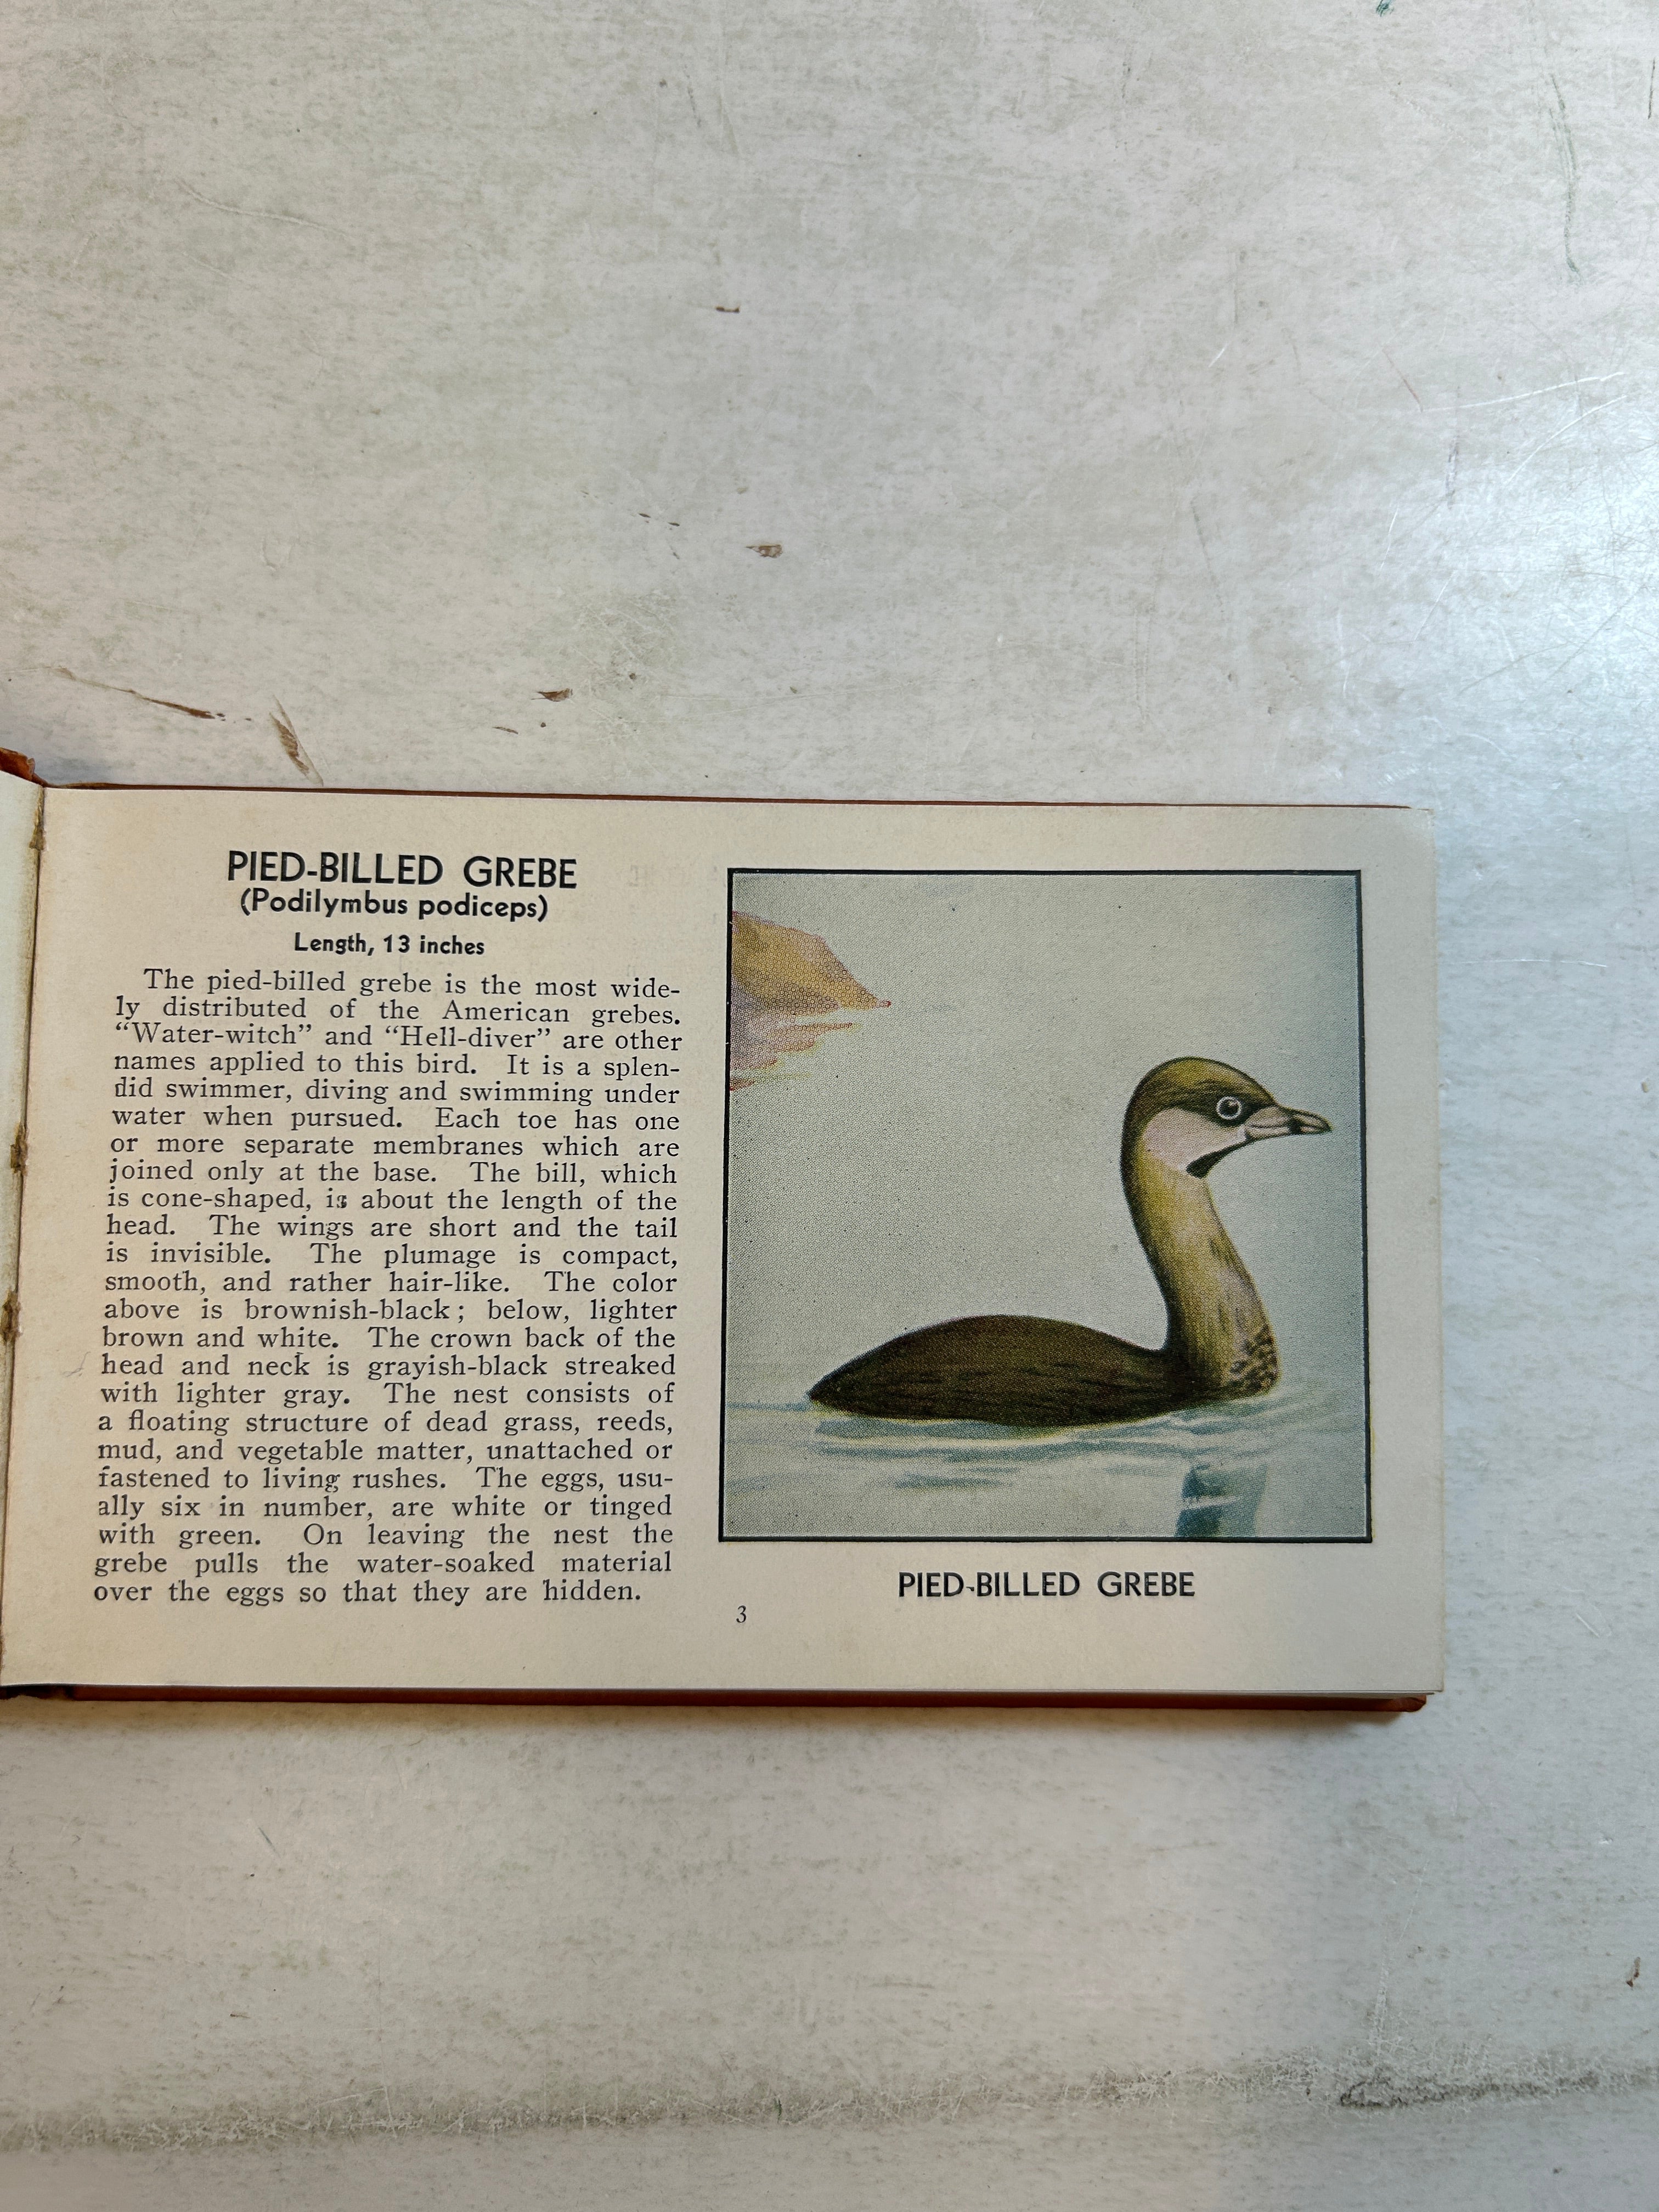 PIED-BILLED GREBE
(Podilymbus podiceps)
Length, 13 inches
The pied-billed grebe is the most wide-
ly distributed of the American grebes.
“Water-witch” and “Hell-diver” are other
names applied to this bird. It is a splen-
did swimmer, diving and swimming under
water when pursued. Each toe has one
or more separate membranes which are
joined only at the base. The bill, which
is cone-shaped, is about the length of the
head. The wings are short and the tail
is invisible. The plumage is compact,
smooth, and rather hair-like. The color
above is brownish-black; below, lighter
brown and white. The crown back of the
head and neck is grayish-black streaked
with lighter gray. The nest consists of
a floating structure of dead grass, reeds,
mud, and vegetable matter, unattached or
fastened to living rushes. The eggs, usu-
ally six in number, are white or tinged
with green. On leaving the nest the
grebe pulls the water-soaked material
over the eggs so that they are hidden.
PIED-BILLED GREBE
3